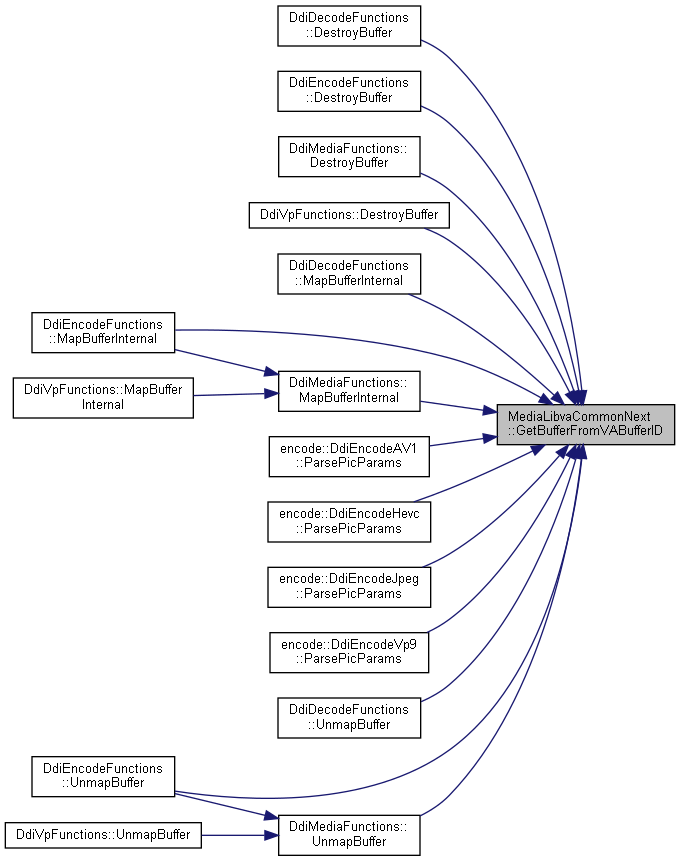 DdiDecodeFunctions
::DestroyBuffer
DdiEncodeFunctions
::DestroyBuffer
DdiMediaFunctions::
DestroyBuffer
DdiVpFunctions::DestroyBuffer
DdiDecodeFunctions
::MapBufferInternal
DdiEncodeFunctions
::MapBufferInternal
DdiMediaFunctions::
MapBufferInternal
DdiVpFunctions::MapBuffer
Internal
MediaLibvaCommonNext
::GetBufferFromVABufferID
encode::DdiEncodeAV1
::ParsePicParams
encode::DdiEncodeHevc
::ParsePicParams
encode::DdiEncodeJpeg
::ParsePicParams
encode::DdiEncodeVp9
::ParsePicParams
DdiDecodeFunctions
::UnmapBuffer
DdiEncodeFunctions
::UnmapBuffer
DdiMediaFunctions::
UnmapBuffer
DdiVpFunctions::UnmapBuffer